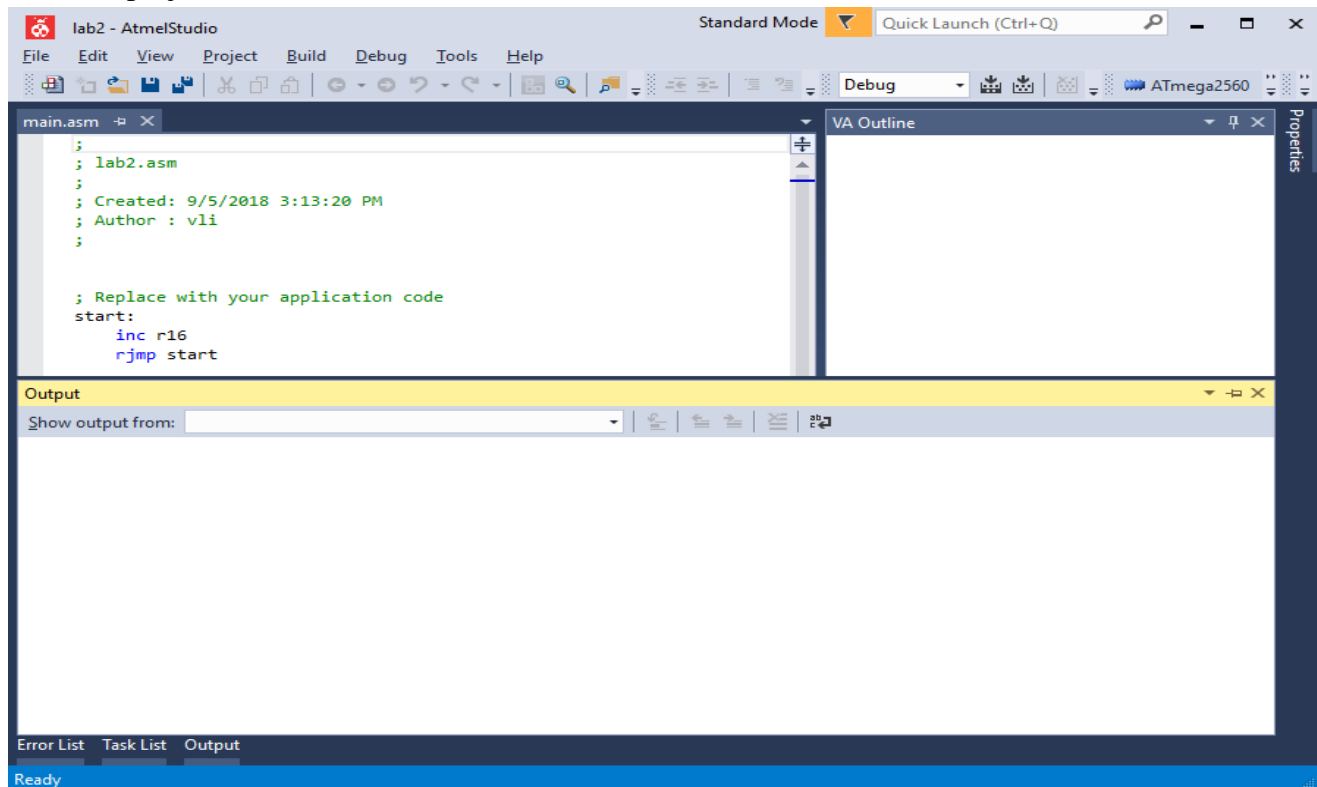 lab2 - AtmelStudio
Standard Mode
Quick Launch (Ctrl+Q)
File Edit View Project Build Debug Tools Help
Debug
ATmega2560
main.asm
;
; lab2.asm
;
; Created: 9/5/2018 3:13:20 PM
; Author : vli
;
; Replace with your application code
start:
inc r16
rjmp start
VA Outline
Properties
Output
Show output from:
Error List Task List Output
Ready